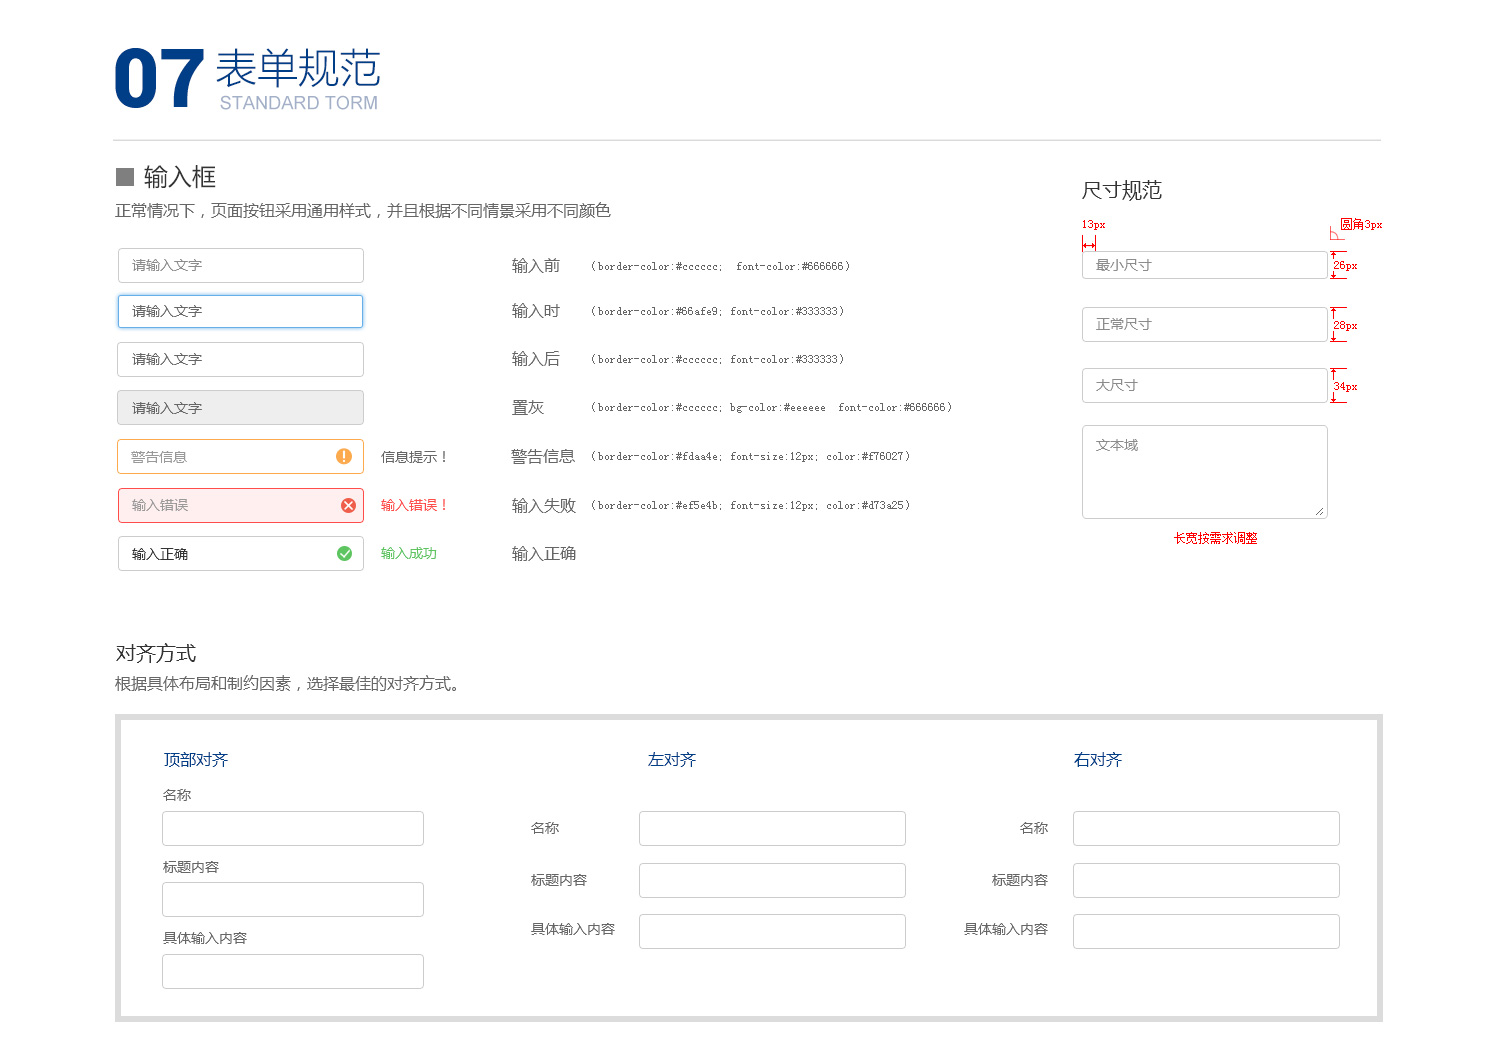 07 表单规范
STANDARD TORM
输入框
正常情况下，页面按钮采用通用样式，并且根据不同情景采用不同颜色
请输入文字 输入前 (border-color:#cccccc; font-color:#666666)
请输入文字 输入时 (border-color:#66afe9; font-color:#333333)
请输入文字 输入后 (border-color:#cccccc; font-color:#333333)
请输入文字 置灰 (border-color:#cccccc; bg-color:#eeeeee font-color:#666666)
警告信息 信息提示！ 警告信息 (border-color:#fdaa4e; font-size:12px; color:#f76027)
输入错误 输入错误！ 输入失败 (border-color:#ef5e4b; font-size:12px; color:#d73a25)
输入正确 输入成功 输入正确
尺寸规范
13px 圆角3px
最小尺寸 26px
正常尺寸 28px
大尺寸 34px
文本域
长宽按需求调整
对齐方式
根据具体布局和制约因素，选择最佳的对齐方式。
顶部对齐
名称
标题内容
具体输入内容
左对齐
名称
标题内容
具体输入内容
右对齐
名称
标题内容
具体输入内容